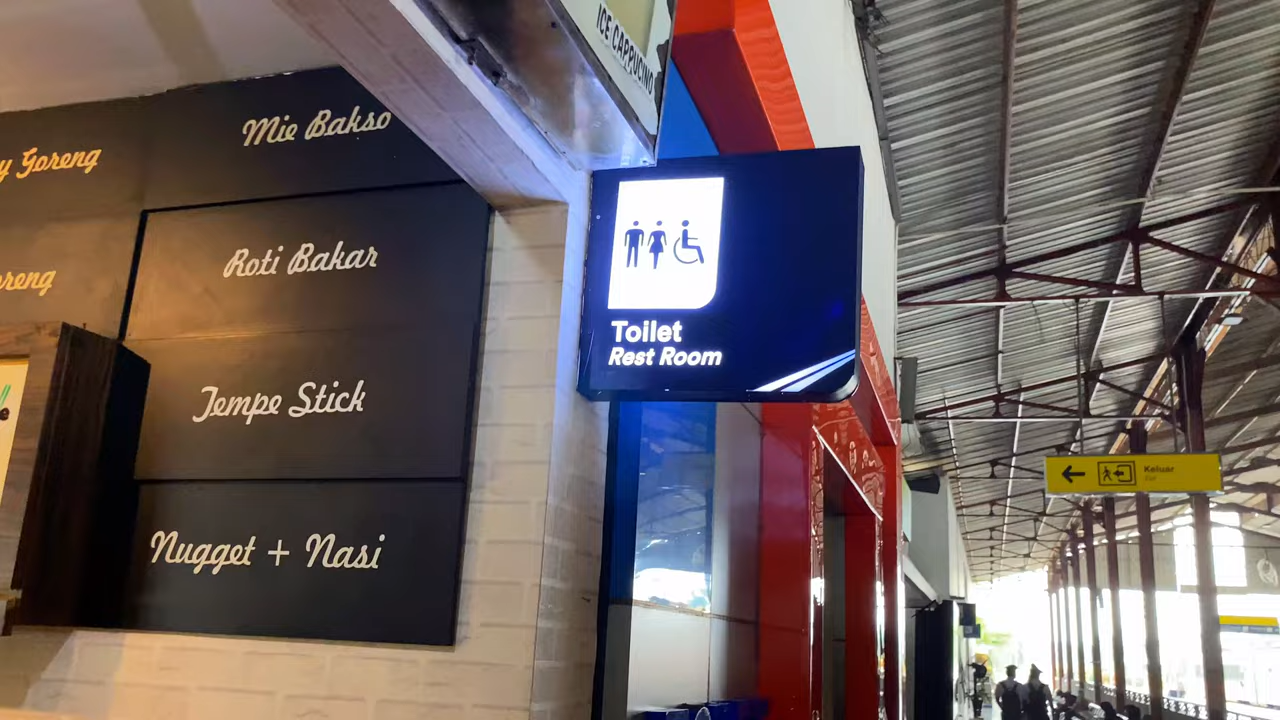 ICE CAPPUCINO
Mie Bakso
y Goreng
Roti Bakar
oreng
Tempe Stick
Nugget + Nasi
Toilet
Rest Room
Keluar